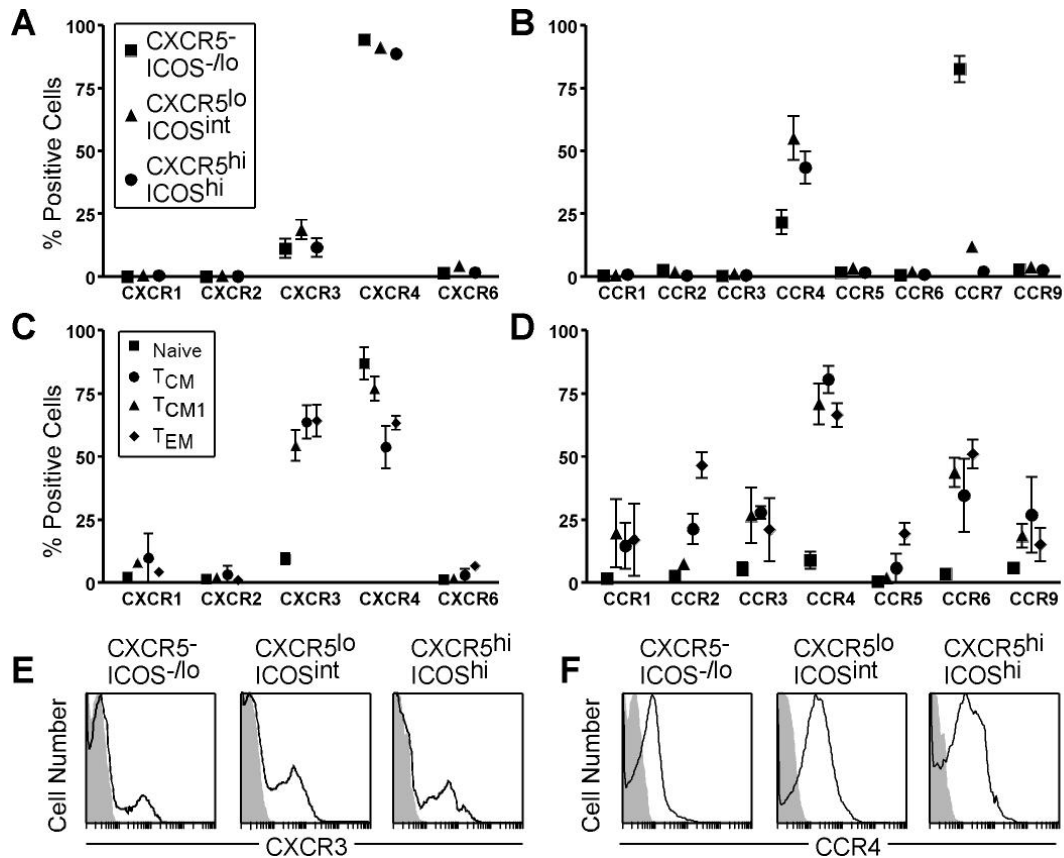 A
100
75
50
25
0
% Positive Cells
CXCR5-
ICOS-/lo
CXCR5lo
ICOSint
CXCR5hi
ICOShi
CXCR1 CXCR2 CXCR3 CXCR4 CXCR6
B
100
75
50
25
0
CCR1 CCR2 CCR3 CCR4 CCR5 CCR6 CCR7 CCR9
C
100
75
50
25
0
% Positive Cells
Naive
TCM
TCM1
TEM
CXCR1 CXCR2 CXCR3 CXCR4 CXCR6
D
100
75
50
25
0
CCR1 CCR2 CCR3 CCR4 CCR5 CCR6 CCR9
E
CXCR5- CXCR5lo CXCR5hi
ICOS-/lo ICOSint ICOShi
Cell Number
CXCR3
F
CXCR5- CXCR5lo CXCR5hi
ICOS-/lo ICOSint ICOShi
Cell Number
CCR4